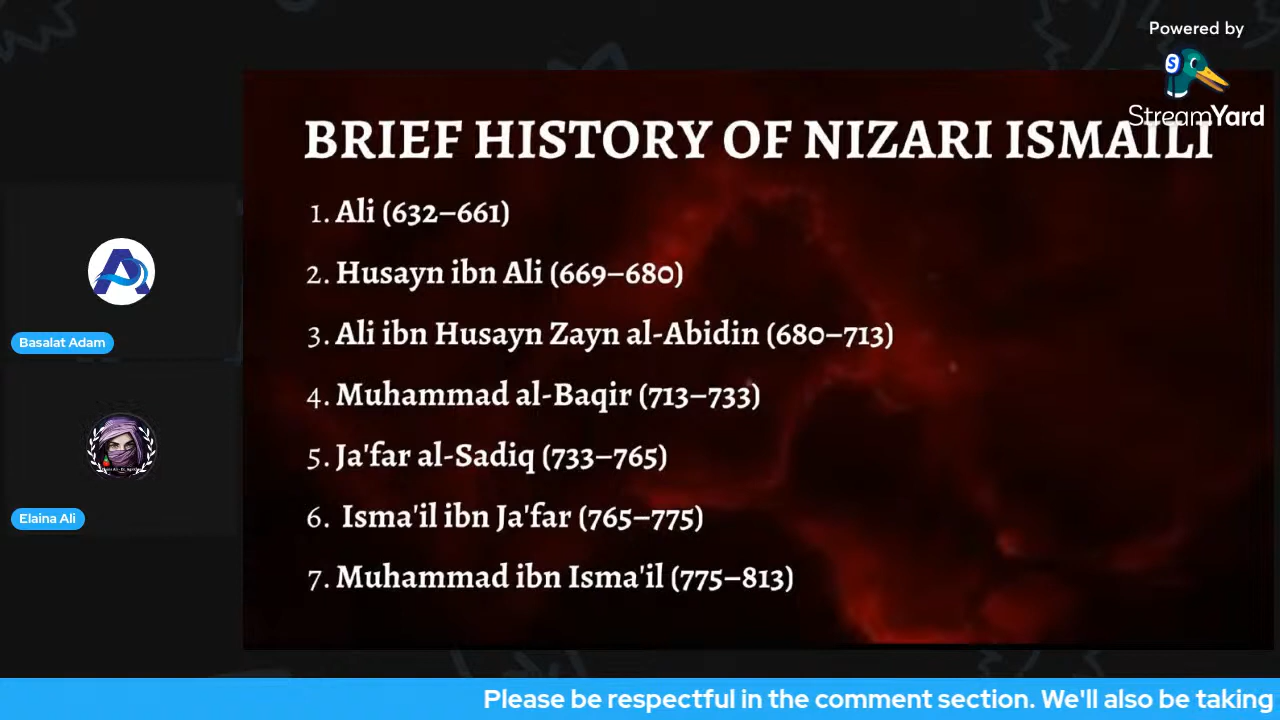 Powered by
StreamYard
BRIEF HISTORY OF NIZARI ISMAILI
1. Ali (632–661)
2. Husayn ibn Ali (669–680)
3. Ali ibn Husayn Zayn al-Abidin (680–713)
4. Muhammad al-Baqir (713–733)
5. Ja'far al-Sadiq (733–765)
6. Isma'il ibn Ja'far (765–775)
7. Muhammad ibn Isma'il (775–813)
Basalat Adam
Elaina Ali
Please be respectful in the comment section. We'll also be taking